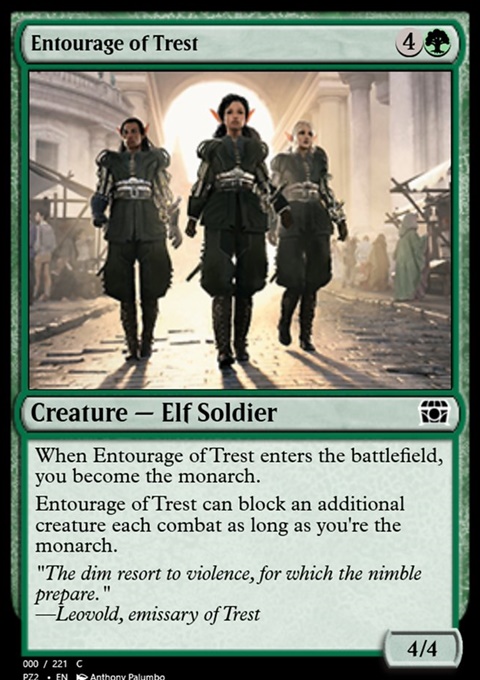 Entourage of Trest
4
Creature — Elf Soldier
When Entourage of Trest enters the battlefield,
you become the monarch.
Entourage of Trest can block an additional
creature each combat as long as you're the
monarch.
"The dim resort to violence, for which the nimble
prepare."
—Leovold, emissary of Trest
4/4
000 / 221 C
PZ2 • EN Anthony Palumbo